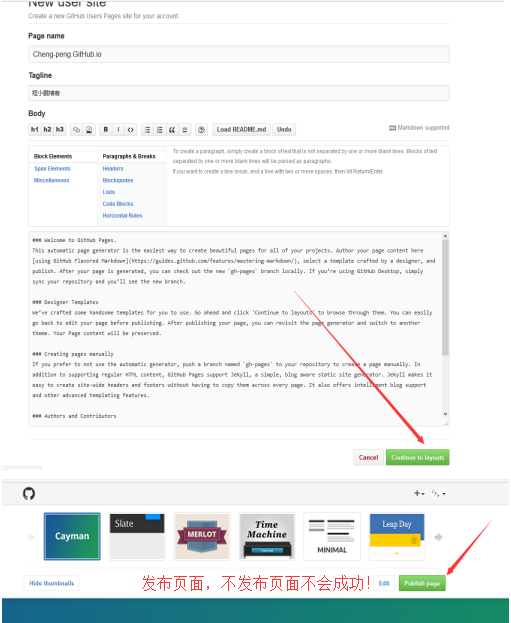 New user site
Create a new GitHub Users Pages site for your account.
Page name
Cheng-peng.GitHub.io
Tagline
程小鹏博客
Body
h1 h2 h3 B i <> Load README.md Undo Markdown supported
Block Elements
Span Elements
Miscellaneous
Paragraphs & Breaks
Headers
Blockquotes
Lists
Code Blocks
Horizontal Rules
To create a paragraph, simply create a block of text that is not separated by one or more blank lines. Blocks of text
separated by one or more blank lines will be parsed as paragraphs.
If you want to create a line break, end a line with two or more spaces, then hit Return/Enter.
### Welcome to GitHub Pages.
This automatic page generator is the easiest way to create beautiful pages for all of your projects. Author your page content here
[using GitHub Flavored Markdown](https://guides.github.com/features/mastering-markdown/), select a template crafted by a designer, and
publish. After your page is generated, you can check out the new `gh-pages` branch locally. If you’re using GitHub Desktop, simply
sync your repository and you’ll see the new branch.
### Designer Templates
We’ve crafted some handsome templates for you to use. Go ahead and click 'Continue to layouts' to browse through them. You can easily
go back to edit your page before publishing. After publishing your page, you can revisit the page generator and switch to another
theme. Your Page content will be preserved.
### Creating pages manually
If you prefer to not use the automatic generator, push a branch named `gh-pages` to your repository to create a page manually. In
addition to supporting regular HTML content, GitHub Pages support Jekyll, a simple, blog aware static site generator. Jekyll makes it
easy to create site-wide headers and footers without having to copy them across every page. It also offers intelligent blog support
and other advanced templating features.
### Authors and Contributors
Cancel Continue to layouts
Cayman
Slate
MERLOT
Time
Machine
MINIMAL
Leap Day
Hide thumbnails 发布页面，不发布页面不会成功！ Edit Publish page